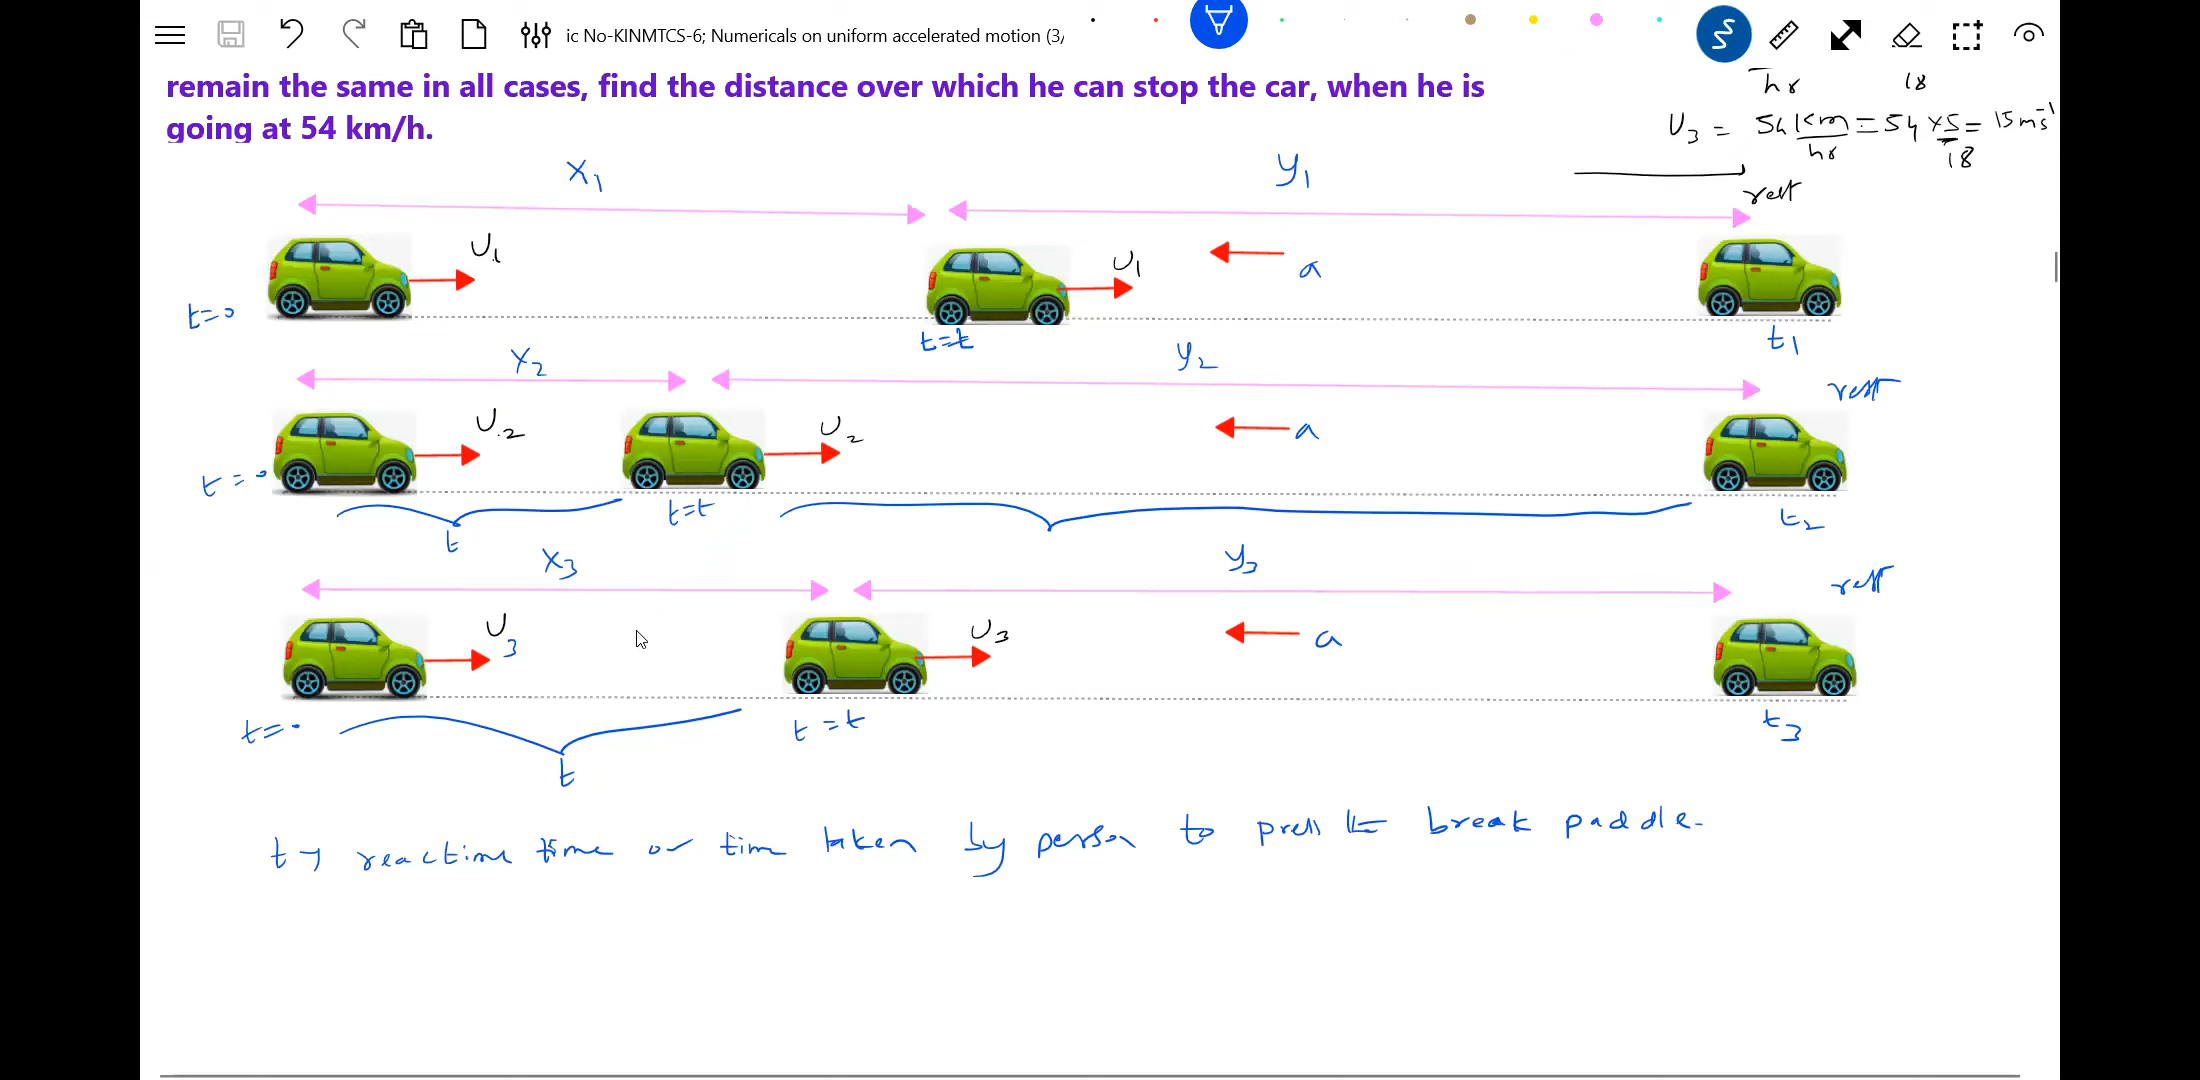 ic No-KINMTCS-6; Numericals on uniform accelerated motion (3/
remain the same in all cases, find the distance over which he can stop the car, when he is
going at 54 km/h.
hr 18
U3 = 54 Km/hr = 54 × 5/18 = 15 ms⁻¹
rest
x1 y1
U1 U1 a
t=0 t=t t1
x2 y2
rest
U2 U2 a
t=0 t=t t2
t
x3 y3
rest
U3 U3 a
t=0 t=t t3
t
t → reaction time or time taken by person to press the break paddle.